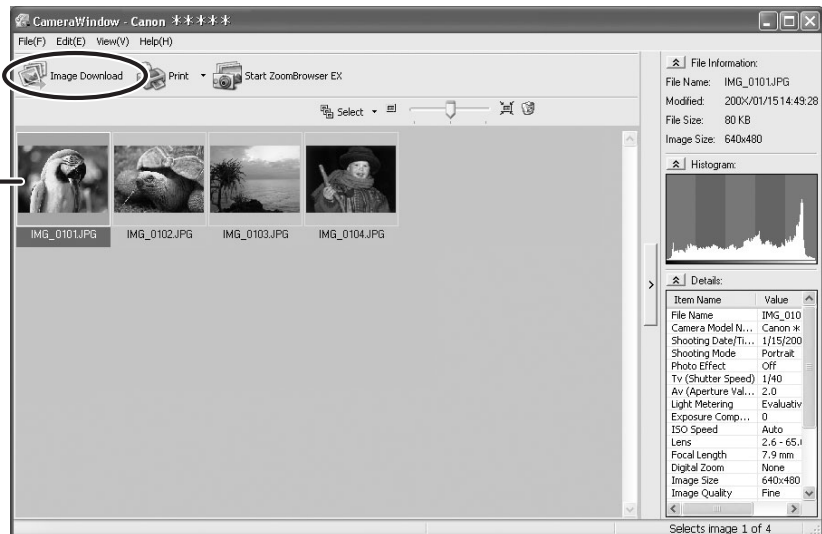 CameraWindow - Canon ✳✳✳✳✳
File(F) Edit(E) View(V) Help(H)
Image Download
Print
Start ZoomBrowser EX
Select
IMG_0101.JPG
IMG_0102.JPG
IMG_0103.JPG
IMG_0104.JPG
File Information:
File Name: IMG_0101.JPG
Modified: 200X/01/15 14:49:28
File Size: 80 KB
Image Size: 640x480
Histogram:
Details:
Item Name Value
File Name IMG_010
Camera Model N... Canon ✳
Shooting Date/Ti... 1/15/200
Shooting Mode Portrait
Photo Effect Off
Tv (Shutter Speed) 1/40
Av (Aperture Val... 2.0
Light Metering Evaluativ
Exposure Comp... 0
ISO Speed Auto
Lens 2.6 - 65.
Focal Length 7.9 mm
Digital Zoom None
Image Size 640x480
Image Quality Fine
Selects image 1 of 4